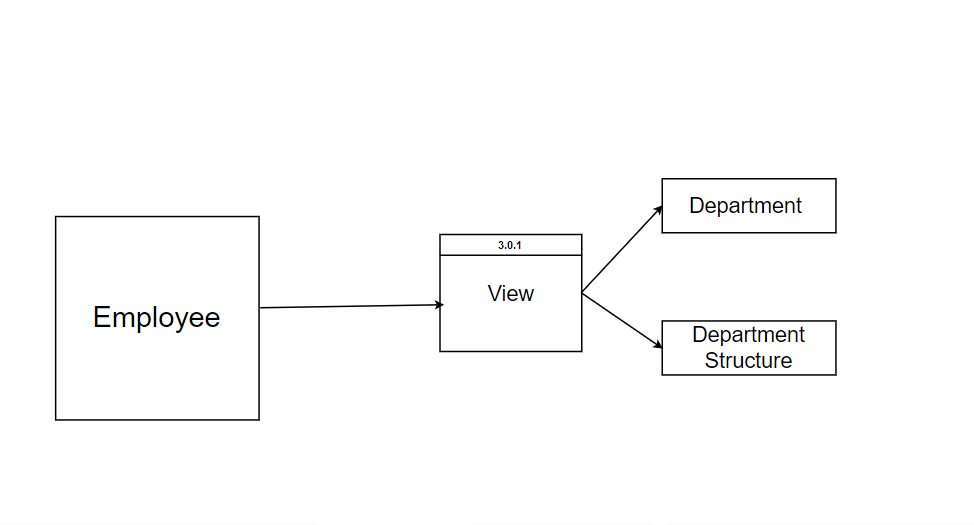 Employee
3.0.1
View
Department
Department
Structure